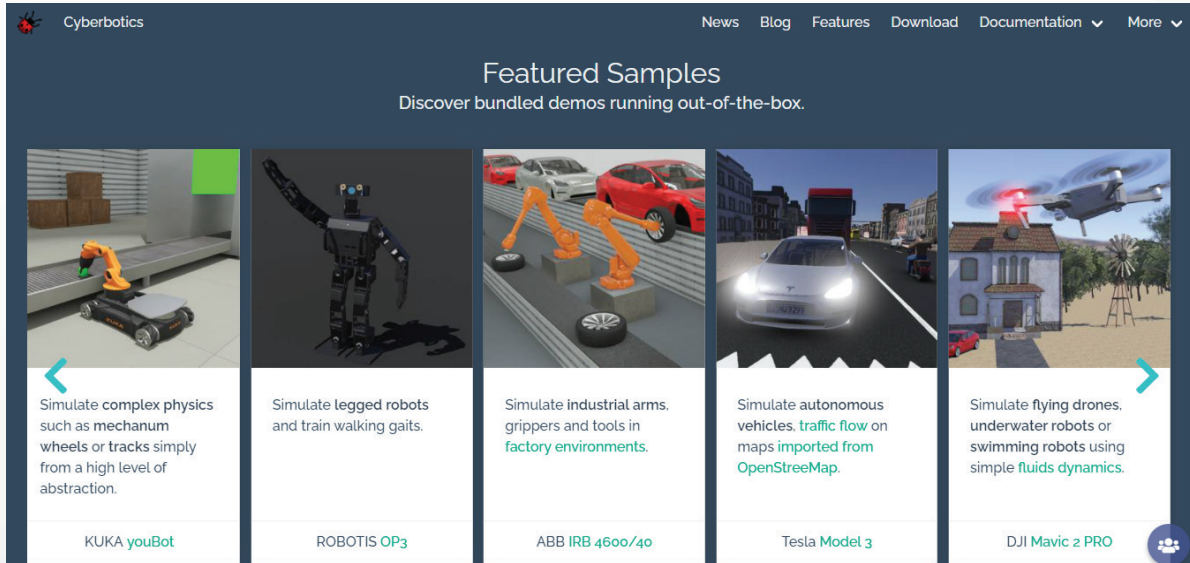 Cyberbotics
News Blog Features Download Documentation More
Featured Samples
Discover bundled demos running out-of-the-box.
KUKA
Simulate complex physics
such as mechanum
wheels or tracks simply
from a high level of
abstraction.
KUKA youBot
Simulate legged robots
and train walking gaits.
ROBOTIS OP3
Simulate industrial arms,
grippers and tools in
factory environments.
ABB IRB 4600/40
Simulate autonomous
vehicles, traffic flow on
maps imported from
OpenStreeMap.
Tesla Model 3
Simulate flying drones,
underwater robots or
swimming robots using
simple fluids dynamics.
DJI Mavic 2 PRO